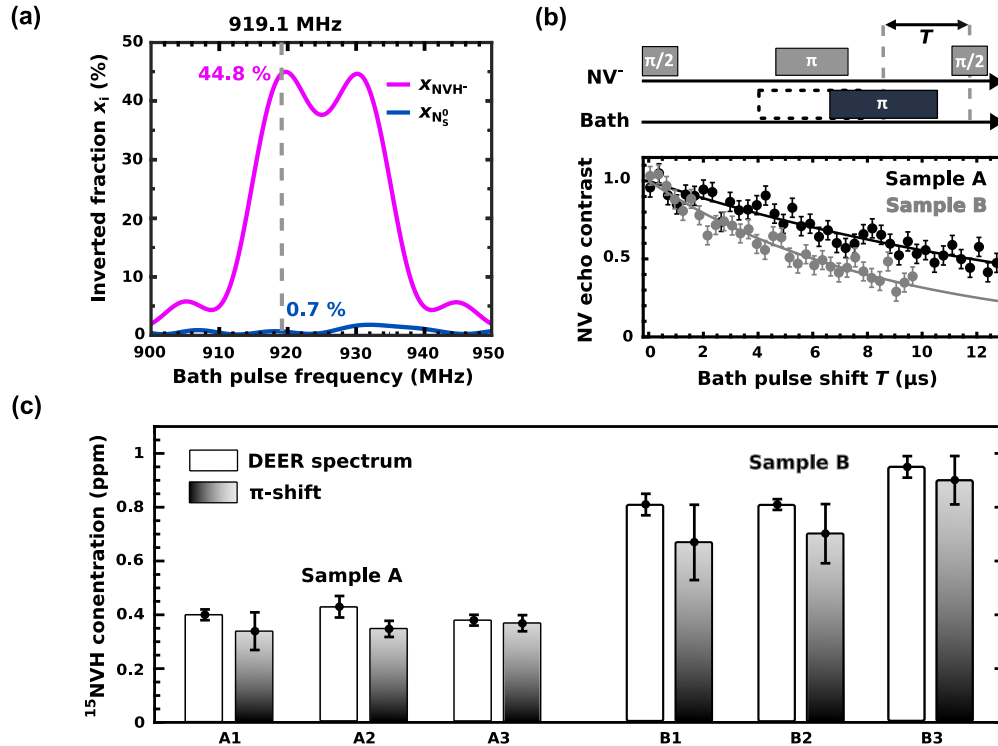 (a)
919.1 MHz
50
40
30
20
10
0
44.8 %
0.7 %
x_NVH-
x_N_S^0
Inverted fraction x_i (%)
900 910 920 930 940 950
Bath pulse frequency (MHz)
(b)
T
π/2 π π/2
NV-
π
Bath
1.0
0.5
0
Sample A
Sample B
NV echo contrast
0 2 4 6 8 10 12
Bath pulse shift T (μs)
(c)
1
0.8
0.6
0.4
0.2
0
15NVH conentration (ppm)
DEER spectrum
π-shift
Sample A
Sample B
A1 A2 A3 B1 B2 B3